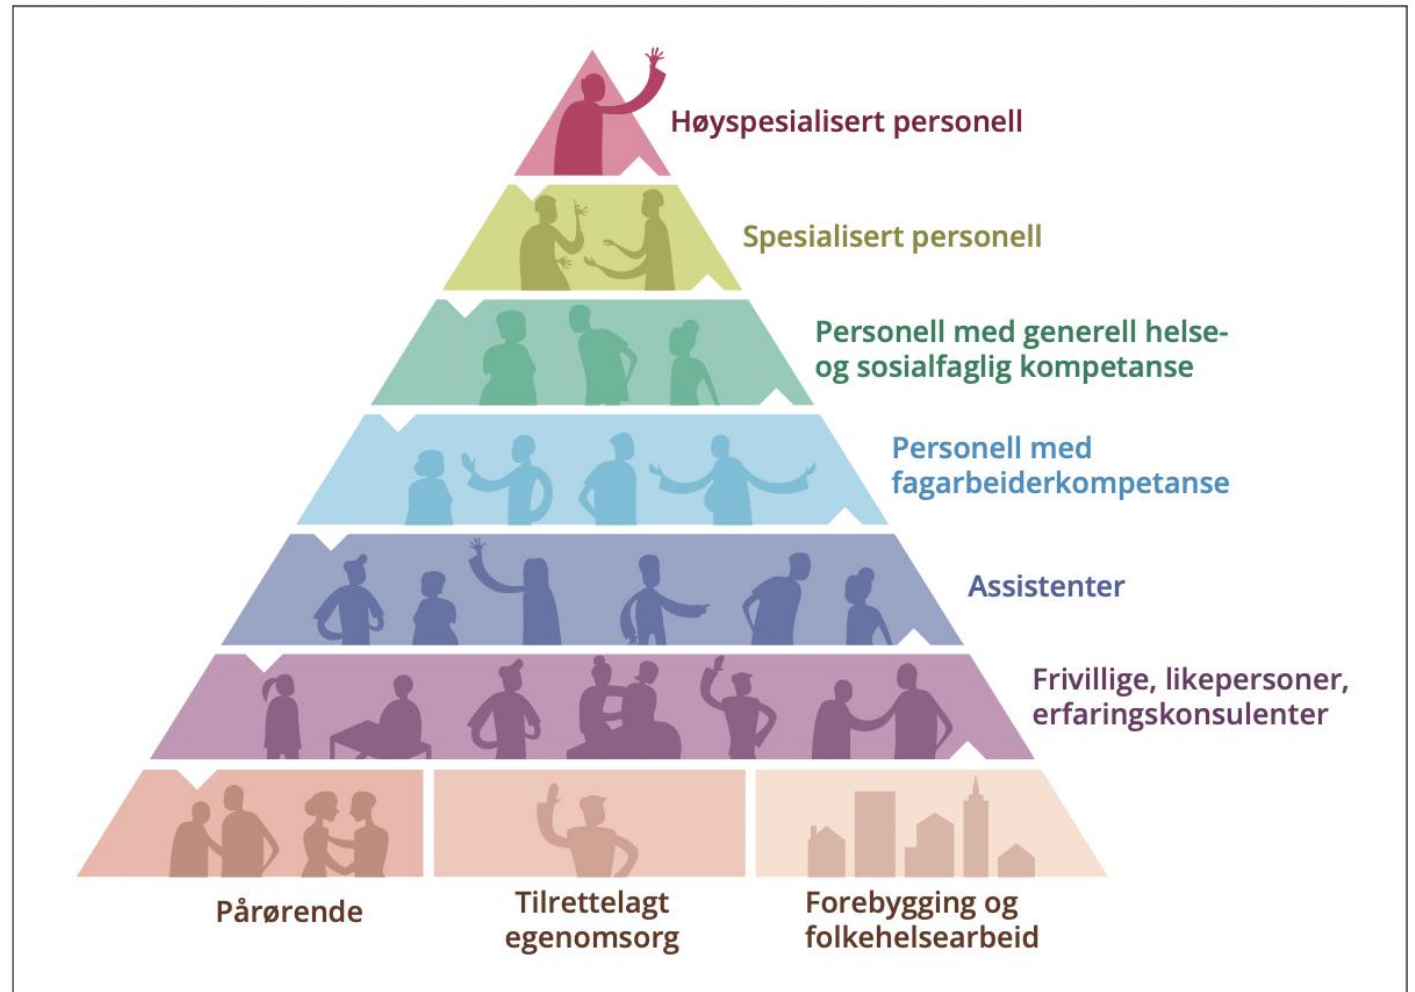 Høyspesialisert personell
Spesialisert personell
Personell med generell helse-
og sosialfaglig kompetanse
Personell med
fagarbeiderkompetanse
Assistenter
Frivillige, likepersoner,
erfaringskonsulenter
Pårørende
Tilrettelagt
egenomsorg
Forebygging og
folkehelsearbeid